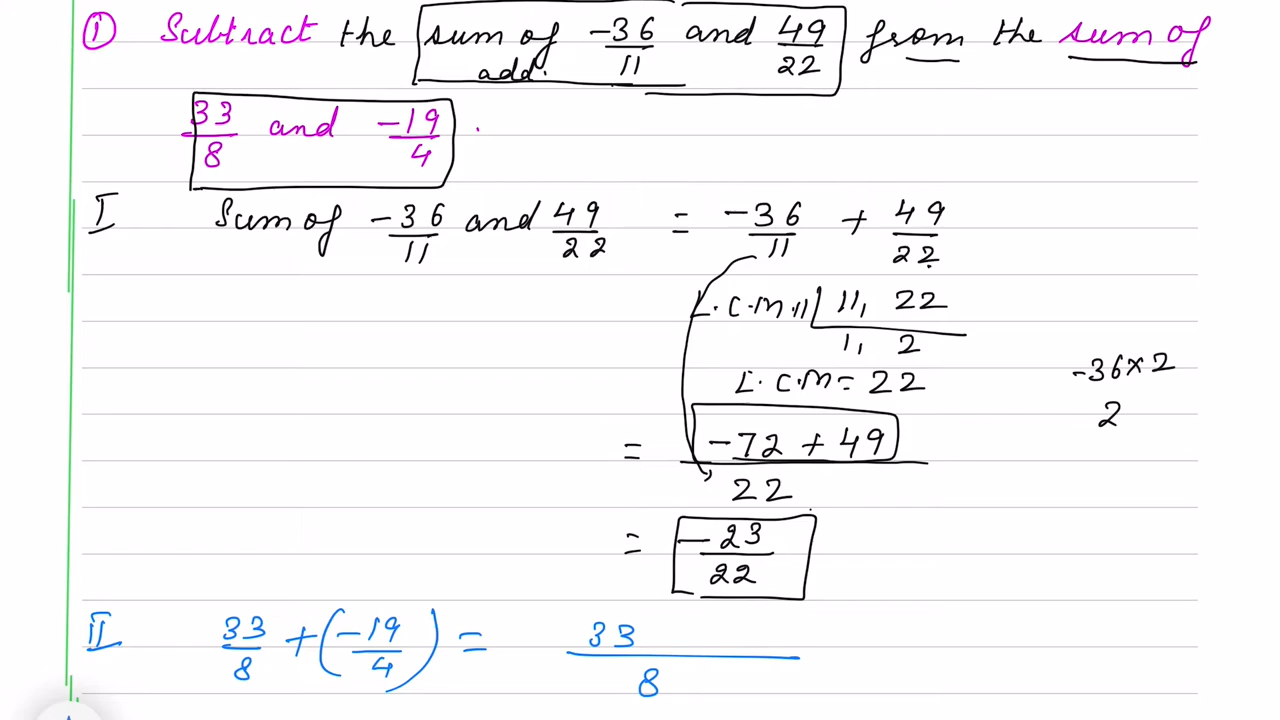 ① Subtract the sum of -36/11 and 49/22 from the sum of
add.
33/8 and -19/4.
I Sum of -36/11 and 49/22 = -36/11 + 49/22
L.C.M. 11 | 11, 22
1, 2
L.C.M = 22
-36×2
2
= -72 + 49 / 22
= -23/22
II 33/8 + (-19/4) = 33 / 8